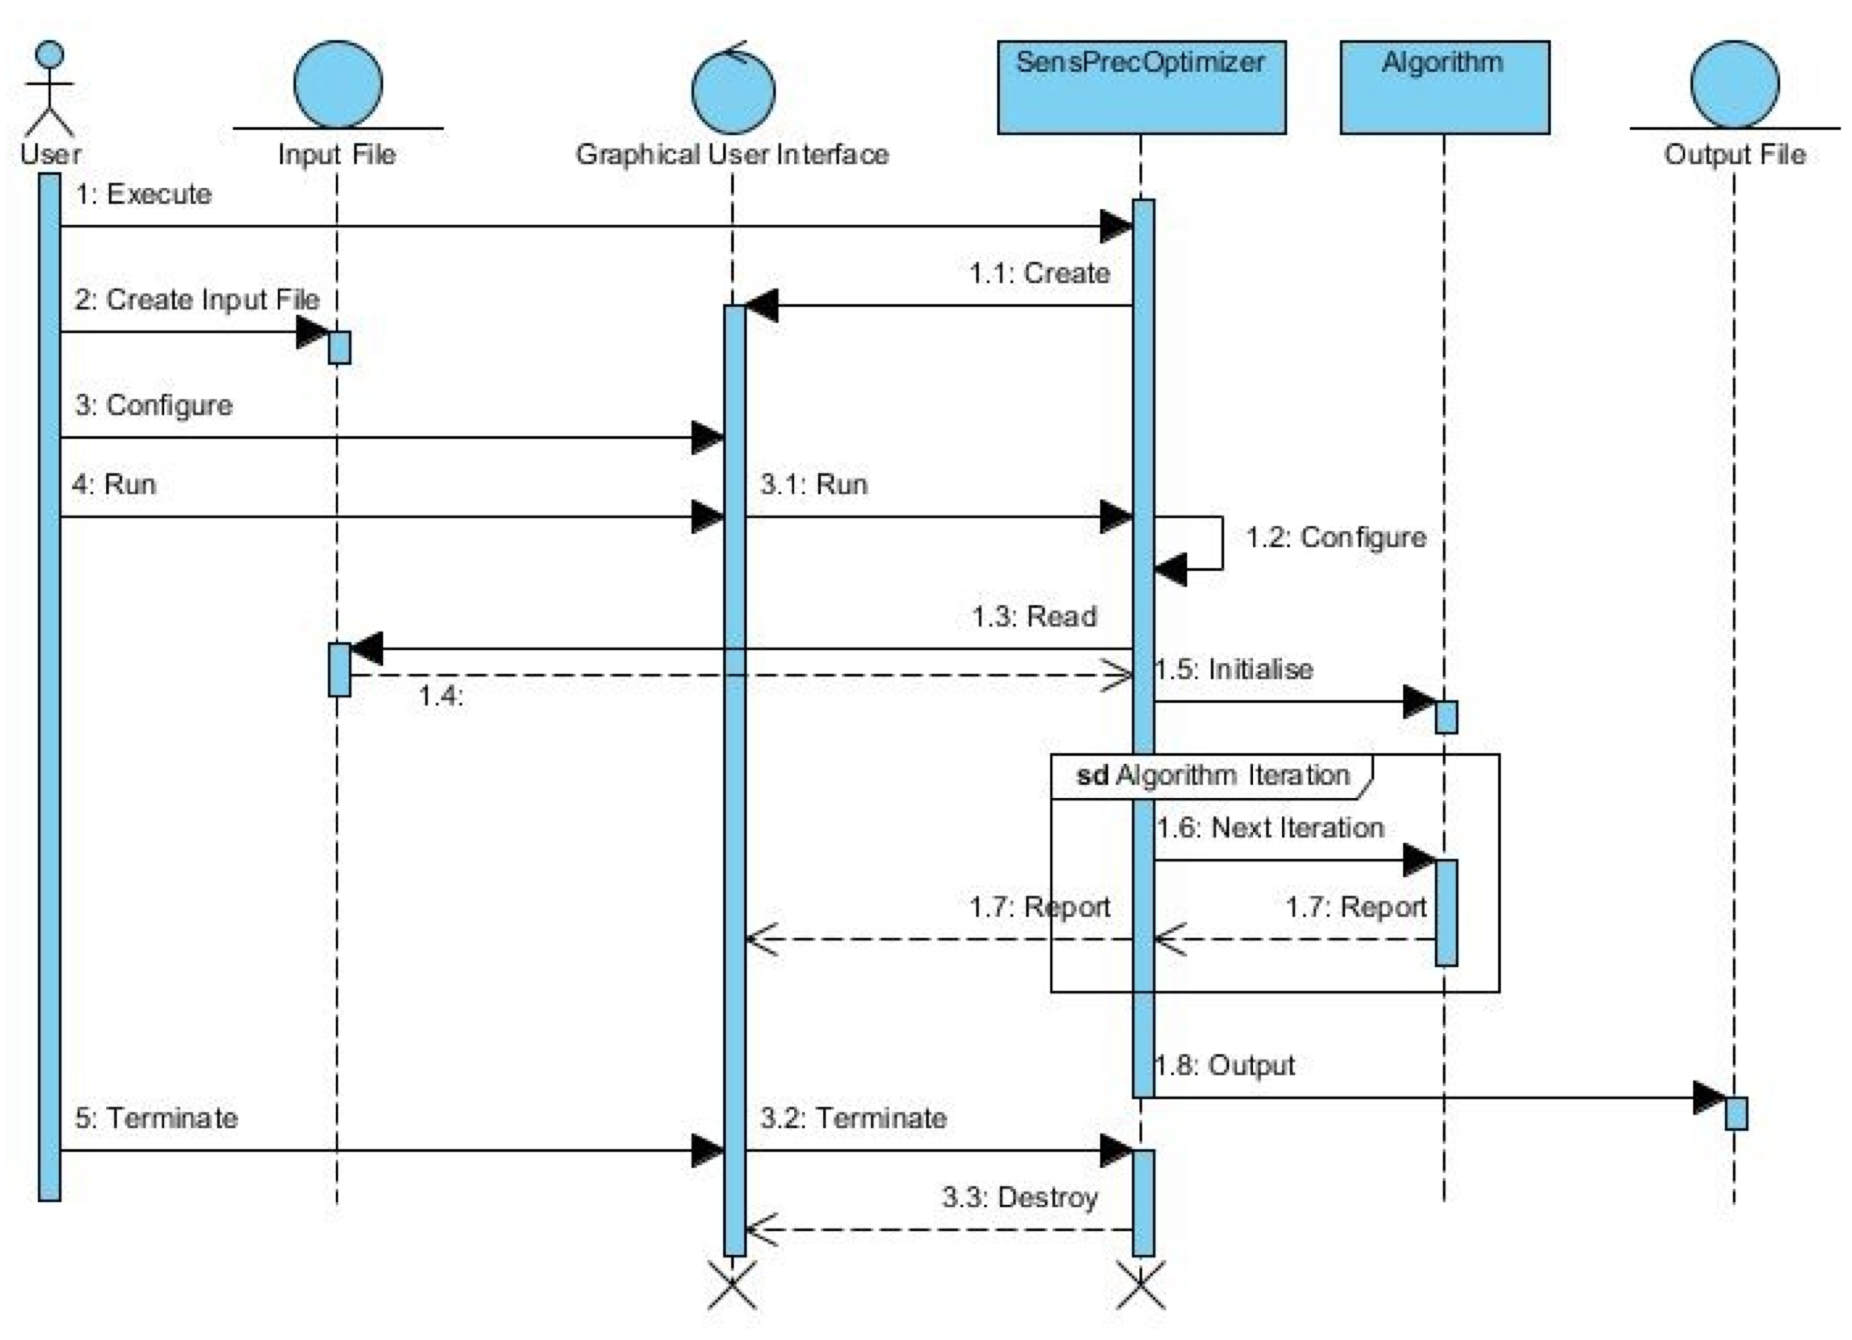 SensPrecOptimizer
Algorithm
User
Input File
Graphical User Interface
Output File
1: Execute
1.1: Create
2: Create Input File
3: Configure
4: Run
3.1: Run
1.2: Configure
1.3: Read
1.5: Initialise
1.4:
sd Algorithm Iteration
1.6: Next Iteration
1.7: Report
1.7: Report
1.8: Output
5: Terminate
3.2: Terminate
3.3: Destroy